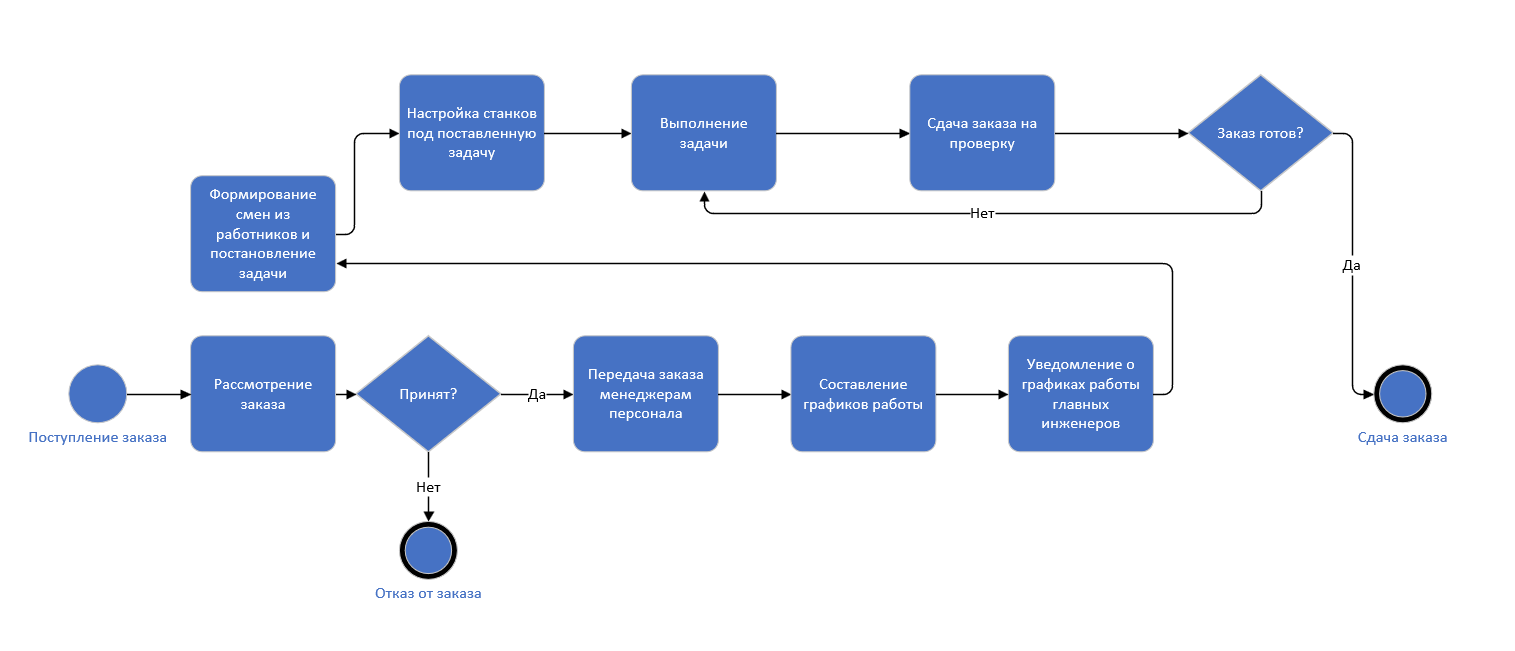 Настройка станков
под поставленную
задачу
Выполнение
задачи
Сдача заказа на
проверку
Заказ готов?
Нет
Да
Формирование
смен из
работников и
постановление
задачи
Поступление заказа
Рассмотрение
заказа
Принят?
Да
Нет
Отказ от заказа
Передача заказа
менеджерам
персонала
Составление
графиков работы
Уведомление о
графиках работы
главных
инженеров
Сдача заказа